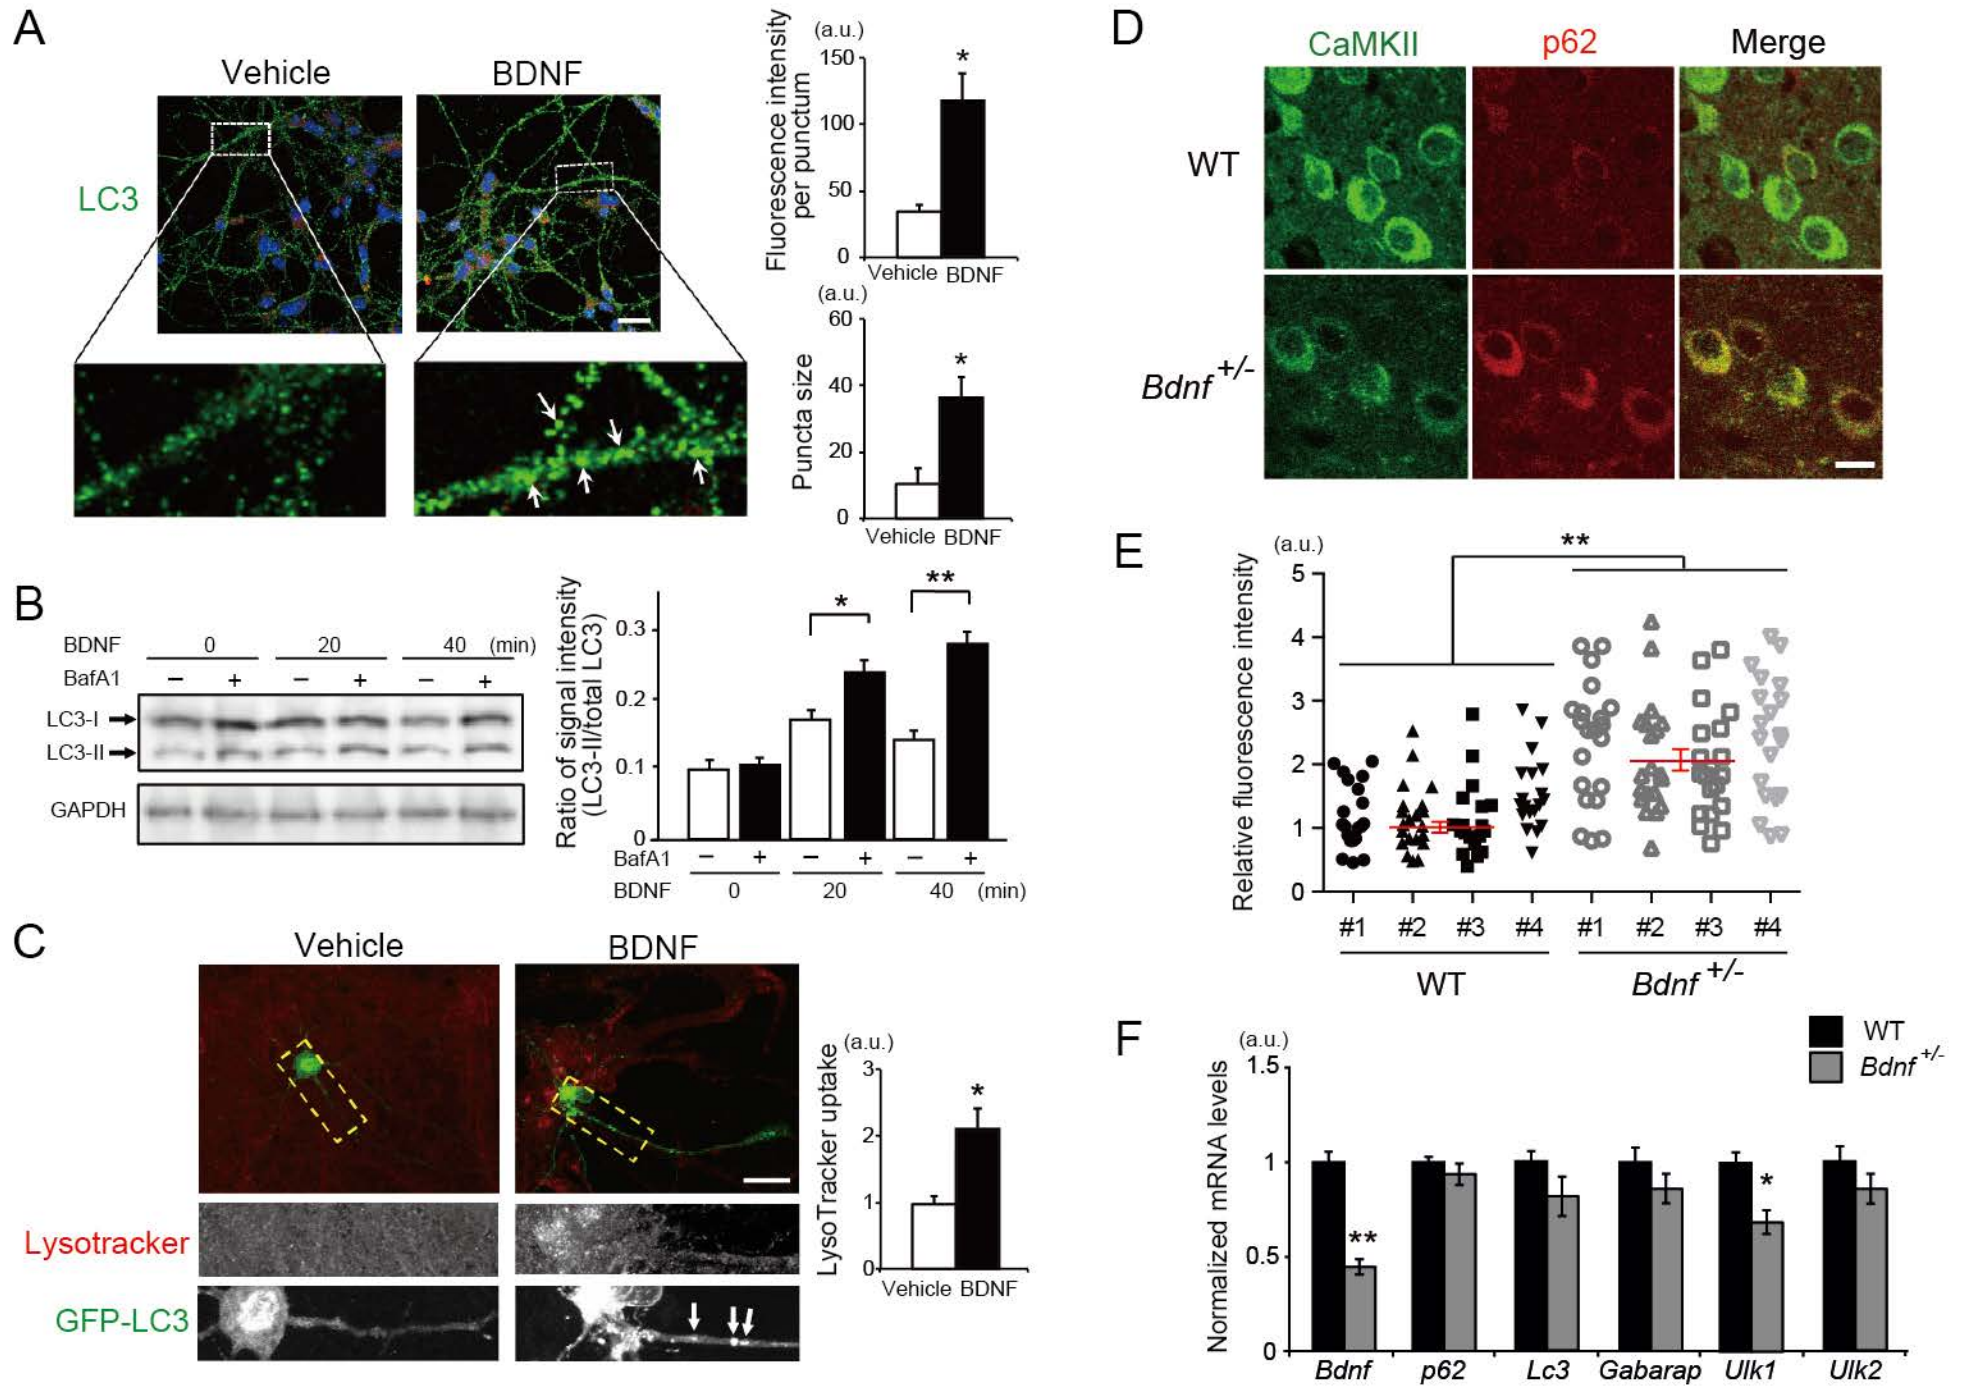 A
Vehicle
BDNF
LC3
(a.u.)
Fluorescence intensity
per punctum
150
*
100
50
0
Vehicle BDNF
(a.u.)
Puncta size
60
*
40
20
0
Vehicle BDNF
B
BDNF 0 20 40 (min)
BafA1 − + − + − +
LC3-I
LC3-II
GAPDH
Ratio of signal intensity
(LC3-II/total LC3)
* **
0.3
0.2
0.1
0
BafA1 − + − + − +
BDNF 0 20 40 (min)
C
Vehicle
BDNF
Lysotracker
GFP-LC3
(a.u.)
LysoTracker uptake
3
*
2
1
0
Vehicle BDNF
D
CaMKII p62 Merge
WT
Bdnf +/-
E
(a.u.)
**
Relative fluorescence intensity
5
4
3
2
1
0
#1 #2 #3 #4 #1 #2 #3 #4
WT Bdnf +/-
F
(a.u.)
WT
Bdnf +/-
Normalized mRNA levels
1.5
1
0.5
0
** *
Bdnf p62 Lc3 Gabarap Ulk1 Ulk2